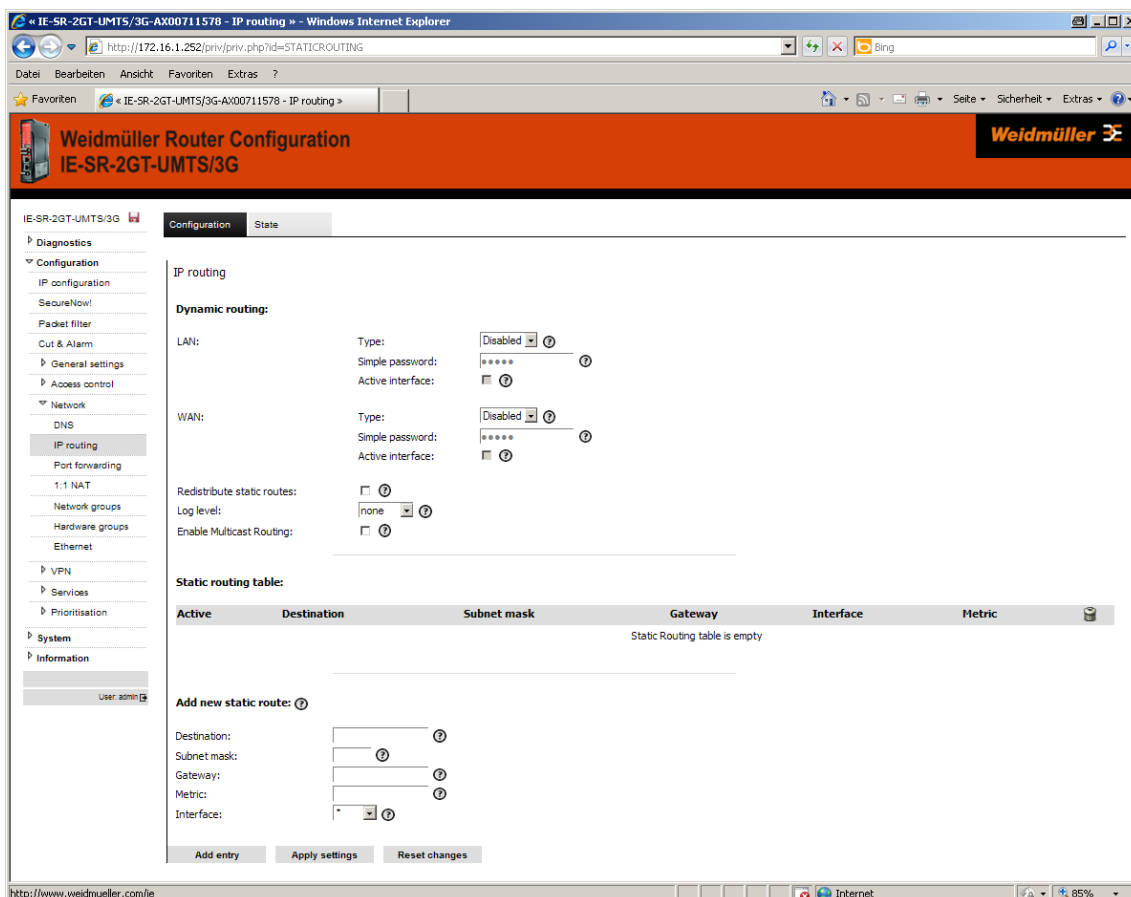 « IE-SR-2GT-UMTS/3G-AX00711578 - IP routing » - Windows Internet Explorer
http://172.16.1.252/priv/priv.php?id=STATICROUTING
Bing
Datei Bearbeiten Ansicht Favoriten Extras ?
Favoriten
« IE-SR-2GT-UMTS/3G-AX00711578 - IP routing »
Seite Sicherheit Extras
Weidmüller Router Configuration
IE-SR-2GT-UMTS/3G
Weidmüller
IE-SR-2GT-UMTS/3G
Diagnostics
Configuration
IP configuration
SecureNow!
Packet filter
Cut & Alarm
General settings
Access control
Network
DNS
IP routing
Port forwarding
1:1 NAT
Network groups
Hardware groups
Ethernet
VPN
Services
Prioritisation
System
Information
User: admin
Configuration State
IP routing
Dynamic routing:
LAN: Type: Disabled ?
Simple password: ●●●●● ?
Active interface: ?
WAN: Type: Disabled ?
Simple password: ●●●●● ?
Active interface: ?
Redistribute static routes: ?
Log level: none ?
Enable Multicast Routing: ?
Static routing table:
Active Destination Subnet mask Gateway Interface Metric
Static Routing table is empty
Add new static route: ?
Destination: ?
Subnet mask: ?
Gateway: ?
Metric: ?
Interface: * ?
Add entry Apply settings Reset changes
http://www.weidmueller.com/ie
Internet
85%